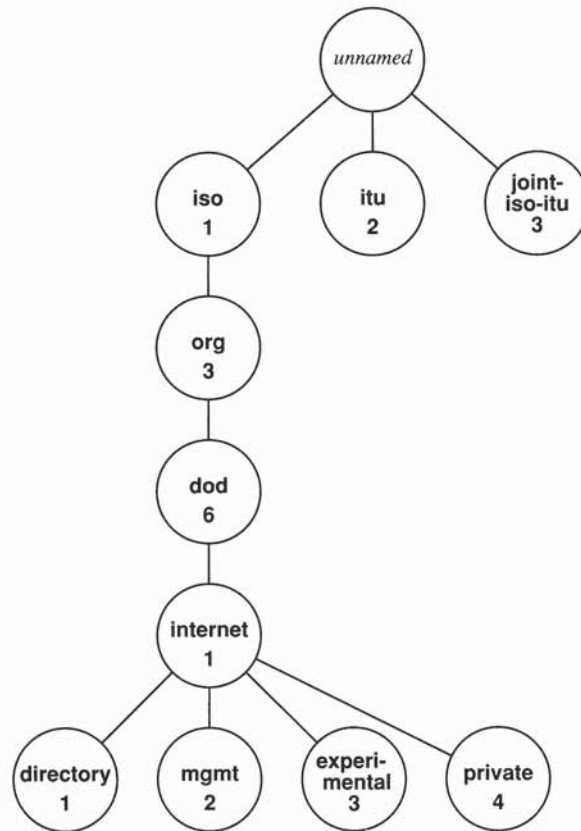 unnamed
iso
1
itu
2
joint-
iso-itu
3
org
3
dod
6
internet
1
directory
1
mgmt
2
experi-
mental
3
private
4